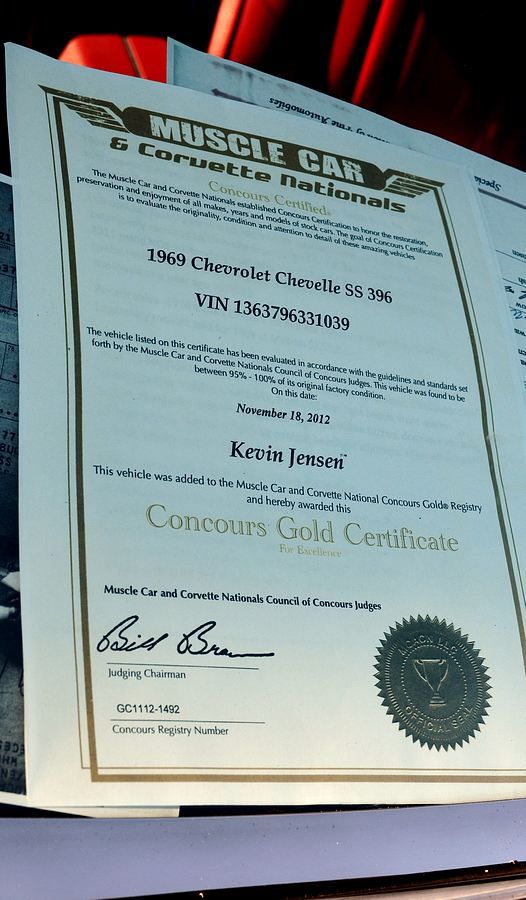 of Fine Automobiles
Special
MUSCLE CAR
& Corvette Nationals
Concours Certified®
The Muscle Car and Corvette Nationals established Concours Certification to honor the restoration,
preservation and enjoyment of all makes, years and models of stock cars. The goal of Concours Certification
is to evaluate the originality, condition and attention to detail of these amazing vehicles
1969 Chevrolet Chevelle SS 396
VIN 1363796331039
The vehicle listed on this certificate has been evaluated in accordance with the guidelines and standards set
forth by the Muscle Car and Corvette Nationals Council of Concours Judges. This vehicle was found to be
between 95% - 100% of its original factory condition.
On this date:
November 18, 2012
Kevin Jensen
This vehicle was added to the Muscle Car and Corvette National Concours Gold® Registry
and hereby awarded this
Concours Gold Certificate
For Excellence
Muscle Car and Corvette Nationals Council of Concours Judges
Judging Chairman
GC1112-1492
Concours Registry Number
MCACN LLC
OFFICIAL SEAL